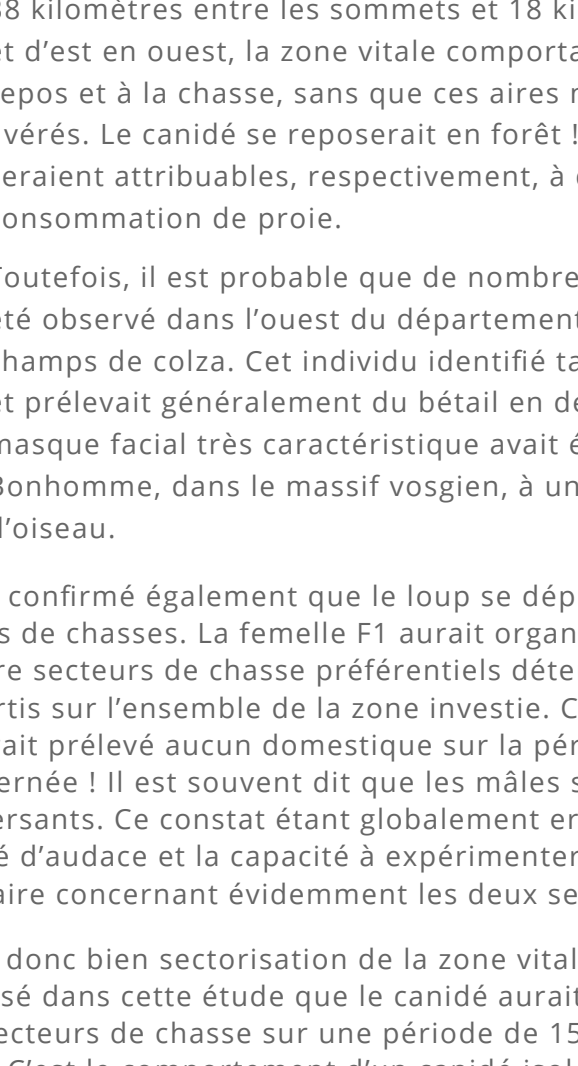 38 kilomètres entre les sommets et 18 ki
et d'est en ouest, la zone vitale comporta
repos et à la chasse, sans que ces aires
avérés. Le canidé se reposerait en forêt !
seraient attribuables, respectivement, à
consommation de proie.
Toutefois, il est probable que de nombre
été observé dans l'ouest du département
champs de colza. Cet individu identifié ta
et prélevait généralement du bétail en de
masque facial très caractéristique avait é
Bonhomme, dans le massif vosgien, à un
d'oiseau.
confirmé également que le loup se dép
s de chasses. La femelle F1 aurait organ
re secteurs de chasse préférentiels déte
rtis sur l'ensemble de la zone investie. C
ait prélevé aucun domestique sur la pér
ernée ! Il est souvent dit que les mâles s
ersants. Ce constat étant globalement er
é d'audace et la capacité à expérimenter
aire concernant évidemment les deux se
donc bien sectorisation de la zone vital
sé dans cette étude que le canidé aurait
ecteurs de chasse sur une période de 15
C'est le comportement d'un canidé isol